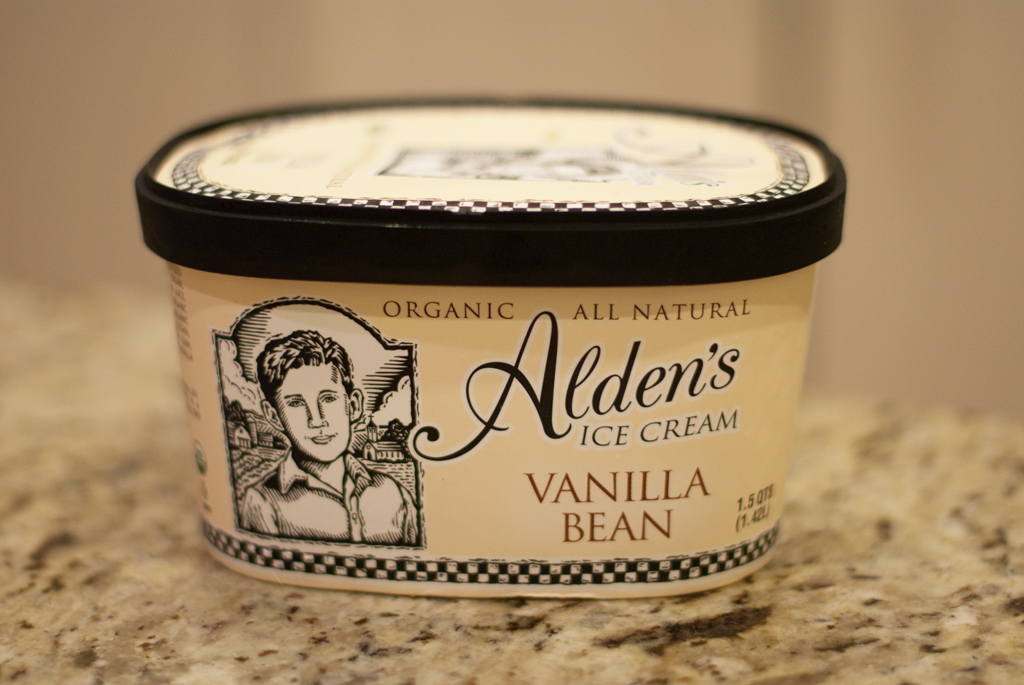 ORGANIC ALL NATURAL
Alden's
ICE CREAM
VANILLA
BEAN
1.5 QTS
(1.42L)